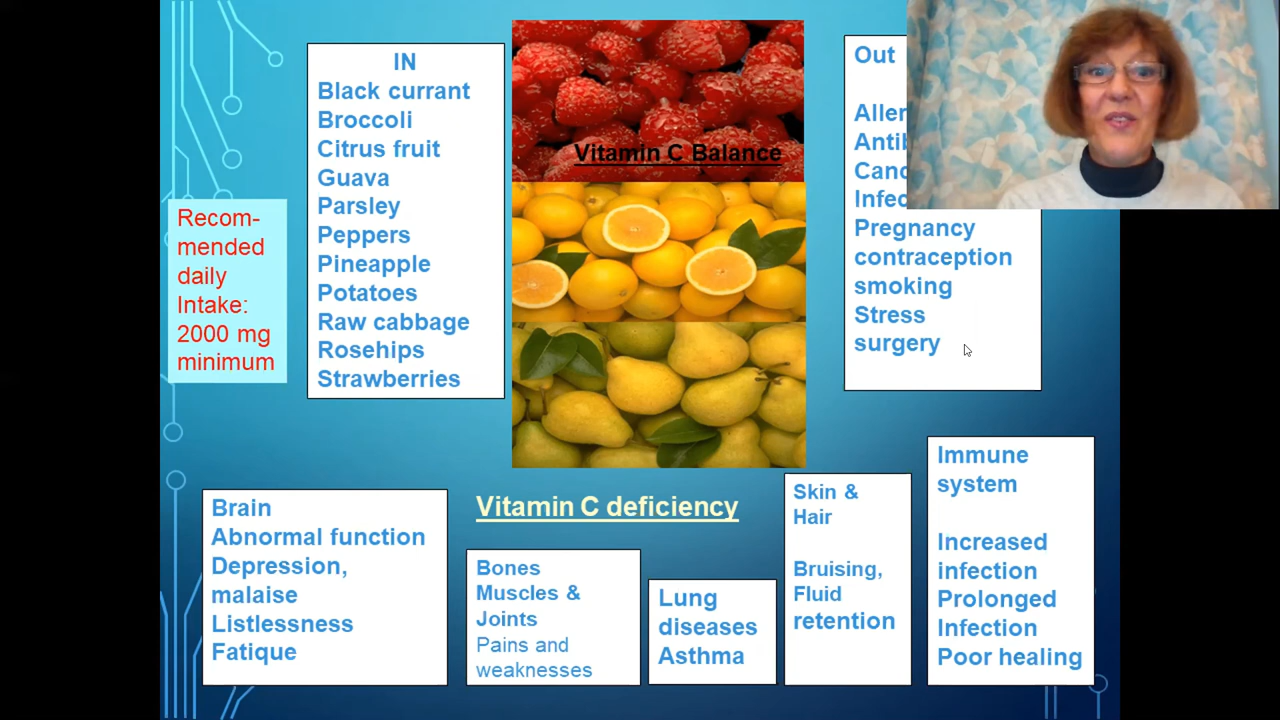 IN
Black currant
Broccoli
Citrus fruit
Guava
Parsley
Peppers
Pineapple
Potatoes
Raw cabbage
Rosehips
Strawberries
Recom-
mended
daily
Intake:
2000 mg
minimum
Vitamin C Balance
Out
Pregnancy
contraception
smoking
Stress
surgery
Vitamin C deficiency
Brain
Abnormal function
Depression,
malaise
Listlessness
Fatique
Bones
Muscles &
Joints
Pains and
weaknesses
Lung
diseases
Asthma
Skin &
Hair
Bruising,
Fluid
retention
Immune
system
Increased
infection
Prolonged
Infection
Poor healing